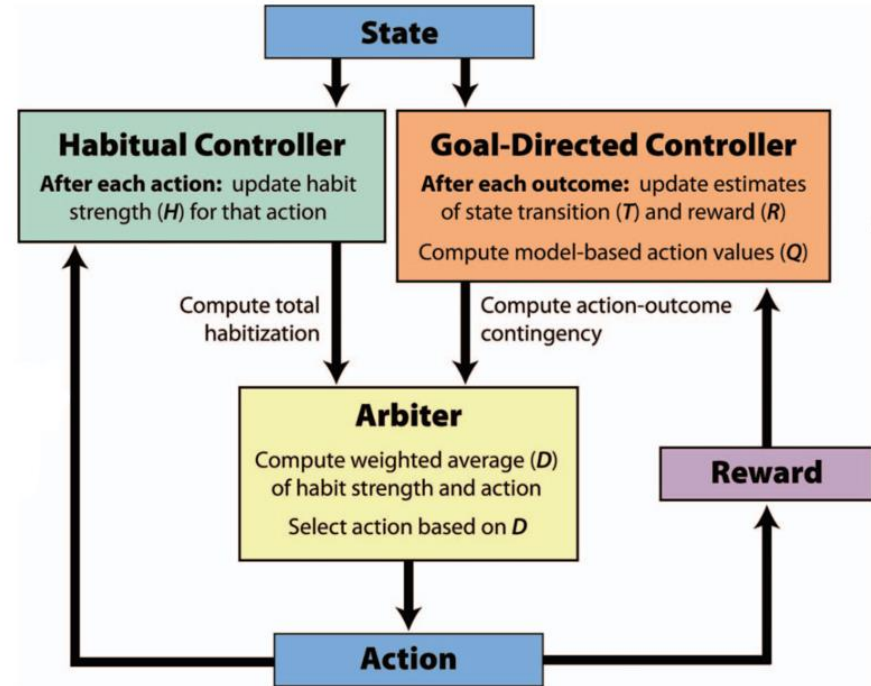 State
Habitual Controller
After each action: update habit
strength (H) for that action
Goal-Directed Controller
After each outcome: update estimates
of state transition (T) and reward (R)
Compute model-based action values (Q)
Compute total
habitization
Compute action-outcome
contingency
Arbiter
Compute weighted average (D)
of habit strength and action
Select action based on D
Reward
Action